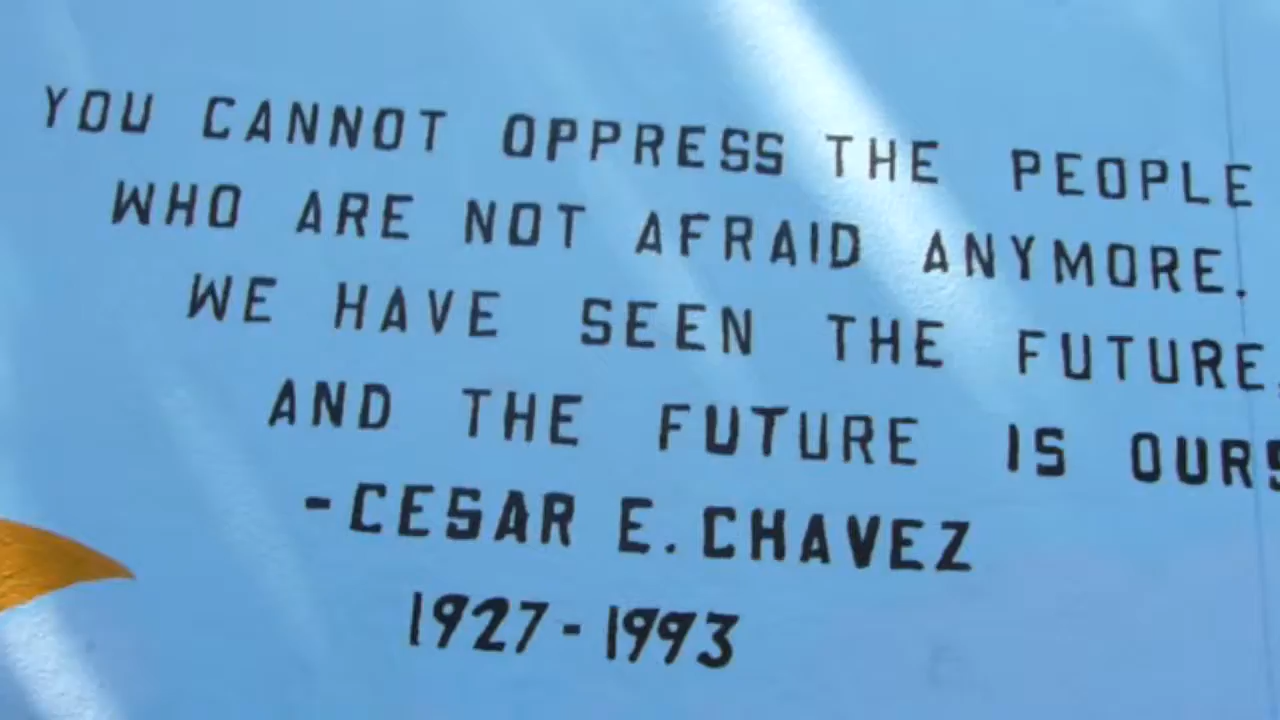 YOU CANNOT OPPRESS THE PEOPLE
WHO ARE NOT AFRAID ANYMORE.
WE HAVE SEEN THE FUTURE,
AND THE FUTURE IS OURS
-CESAR E. CHAVEZ
1927-1993